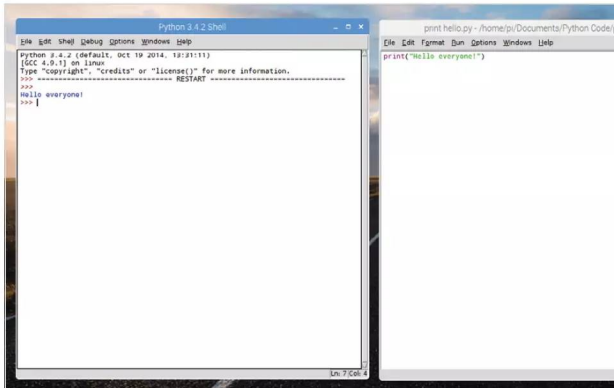 Python 3.4.2 Shell
File Edit Shell Debug Options Windows Help
Python 3.4.2 (default, Oct 19 2014, 13:31:11)
[GCC 4.9.1] on linux
Type "copyright", "credits" or "license()" for more information.
>>> ================================ RESTART ================================
>>>
Hello everyone!
>>>
Ln: 7 Col: 4
print hello.py - /home/pi/Documents/Python Code/p
File Edit Format Run Options Windows Help
print("Hello everyone!")